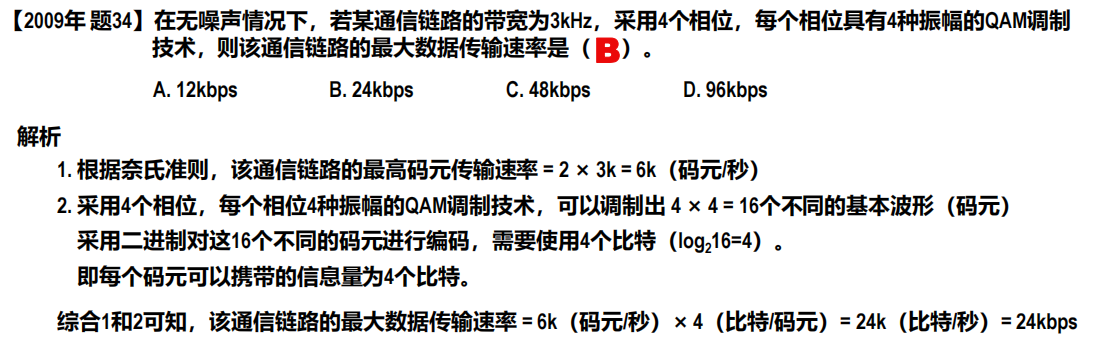 【2009年 题34】在无噪声情况下，若某通信链路的带宽为3kHz，采用4个相位，每个相位具有4种振幅的QAM调制
技术，则该通信链路的最大数据传输速率是（B）。
A. 12kbps B. 24kbps C. 48kbps D. 96kbps
解析
1. 根据奈氏准则，该通信链路的最高码元传输速率 = 2 × 3k = 6k（码元/秒）
2. 采用4个相位，每个相位4种振幅的QAM调制技术，可以调制出 4 × 4 = 16个不同的基本波形（码元）
采用二进制对这16个不同的码元进行编码，需要使用4个比特（log₂16=4）。
即每个码元可以携带的信息量为4个比特。
综合1和2可知，该通信链路的最大数据传输速率 = 6k（码元/秒）× 4（比特/码元）= 24k（比特/秒）= 24kbps